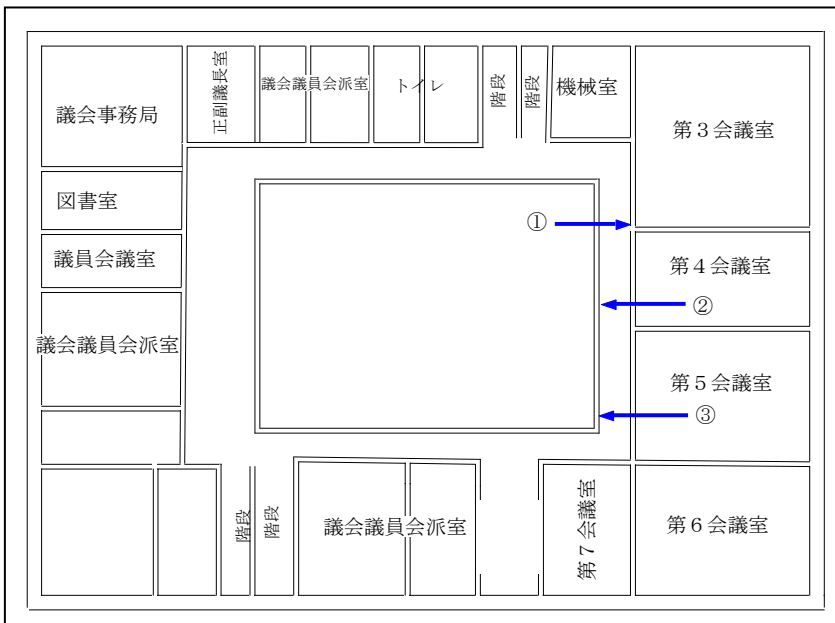 議会事務局
正副議長室
議会議員会派室
トイレ
階段
階段
機械室
第3会議室
図書室
①
議員会議室
第4会議室
②
議会議員会派室
第5会議室
③
階段
階段
議会議員会派室
第7会議室
第6会議室